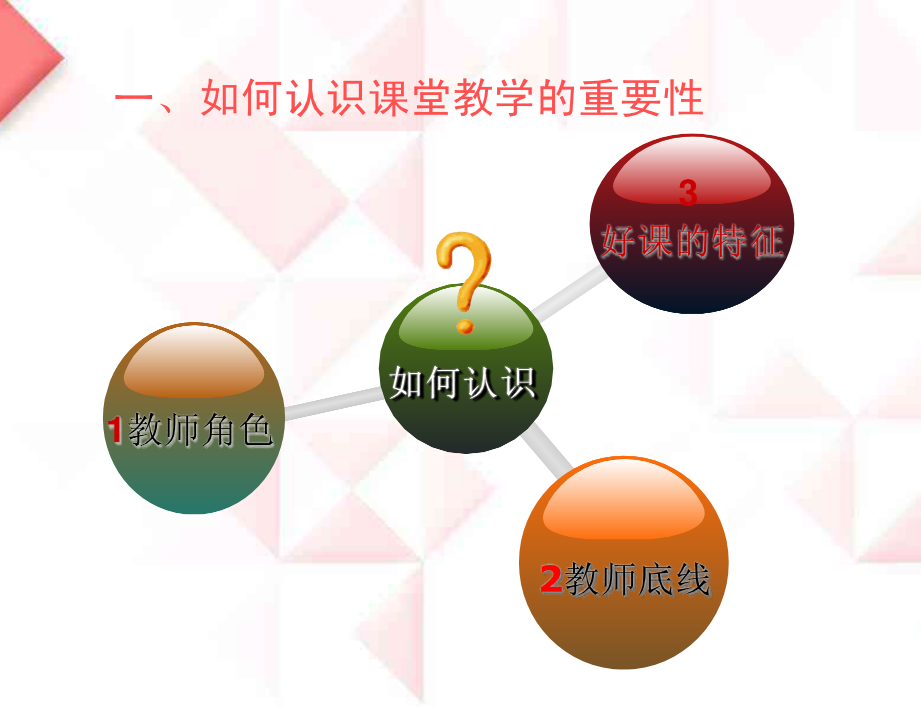 一、如何认识课堂教学的重要性
3
好课的特征
?
如何认识
1教师角色
2教师底线